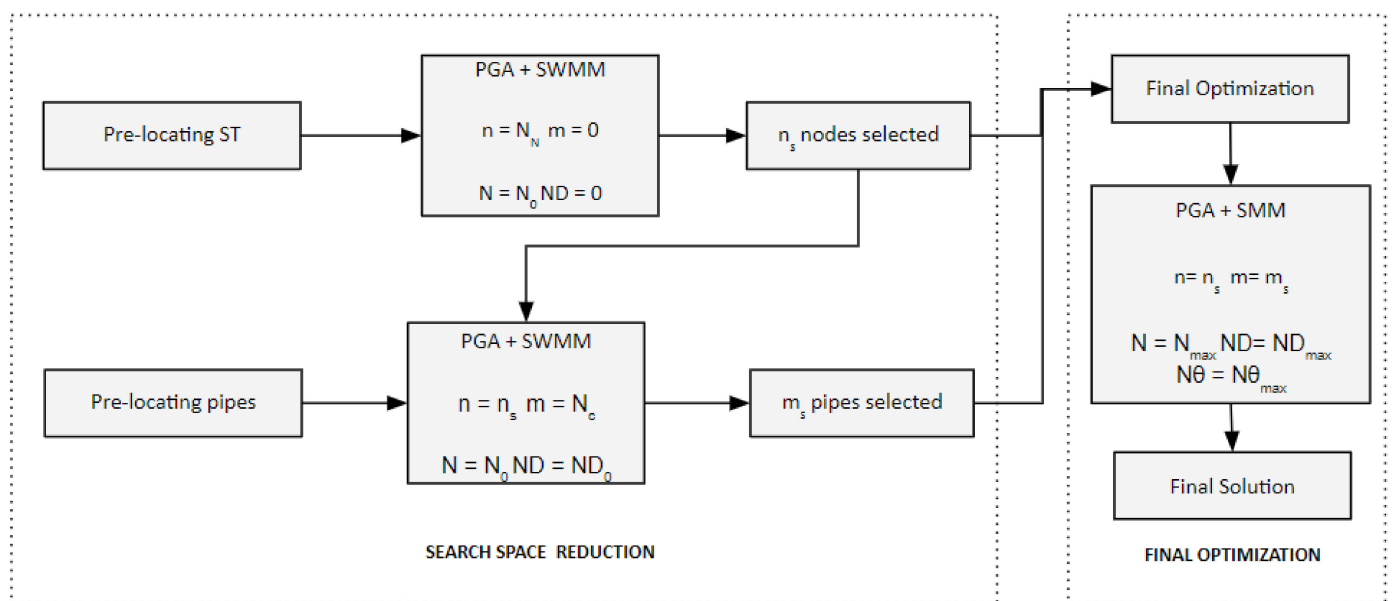 Pre-locating ST
PGA + SWMM
n = N_N m = 0
N = N_0 ND = 0
n_s nodes selected
Pre-locating pipes
PGA + SWMM
n = n_s m = N_c
N = N_0 ND = ND_0
m_s pipes selected
SEARCH SPACE REDUCTION
Final Optimization
PGA + SMM
n= n_s m= m_s
N = N_max ND= ND_max
Nθ = Nθ_max
Final Solution
FINAL OPTIMIZATION